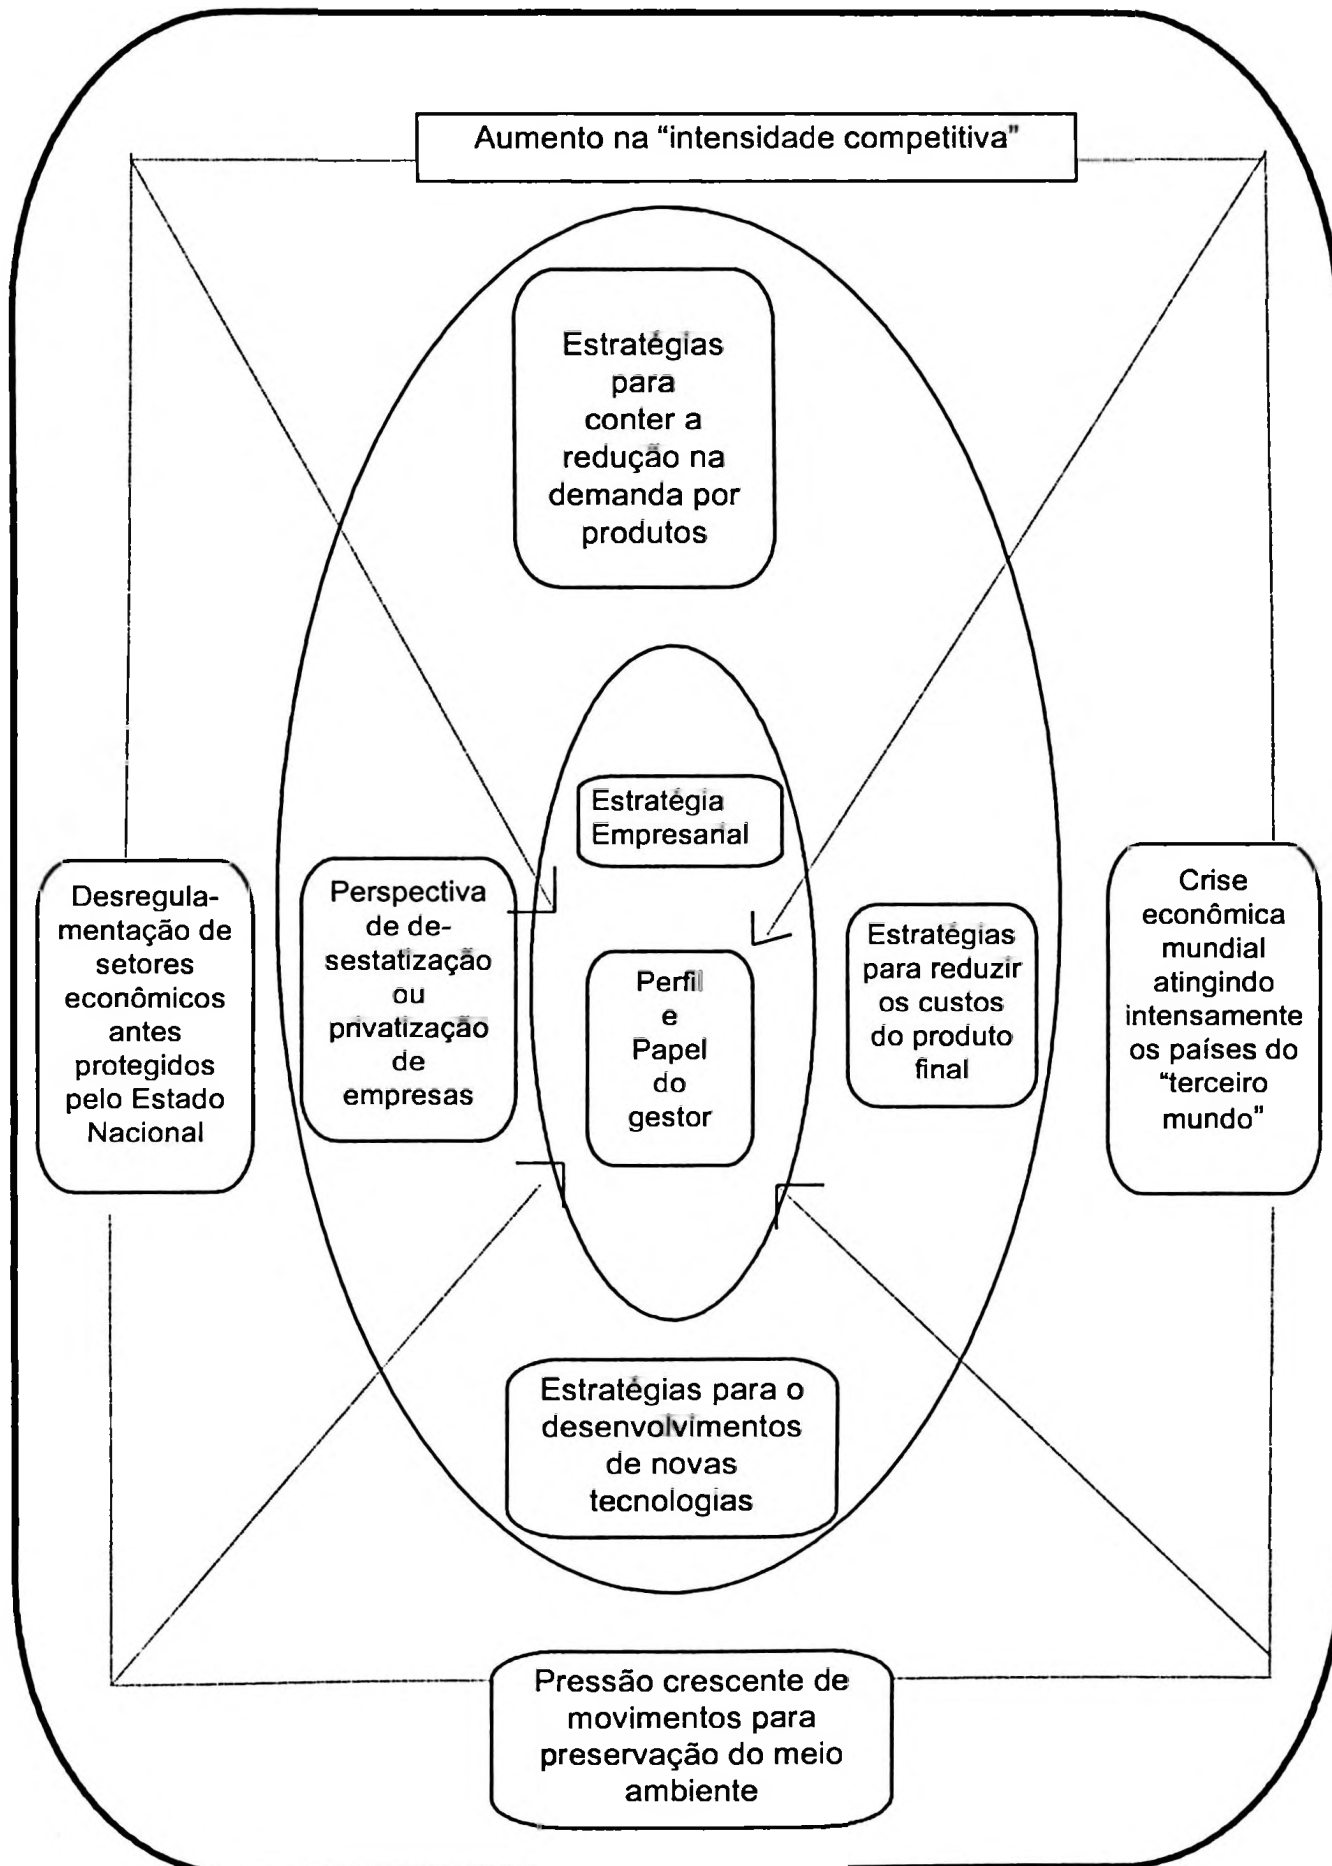 Aumento na “intensidade competitiva”
Estratégias
para
conter a
redução na
demanda por
produtos
Estratégia
Empresarial
Desregula-
mentação de
setores
econômicos
antes
protegidos
pelo Estado
Nacional
Perspectiva
de de-
sestatização
ou
privatização
de
empresas
Perfil
e
Papel
do
gestor
Estratégias
para reduzir
os custos
do produto
final
Crise
econômica
mundial
atingindo
intensamente
os países do
“terceiro
mundo”
Estratégias para o
desenvolvimentos
de novas
tecnologias
Pressão crescente de
movimentos para
preservação do meio
ambiente